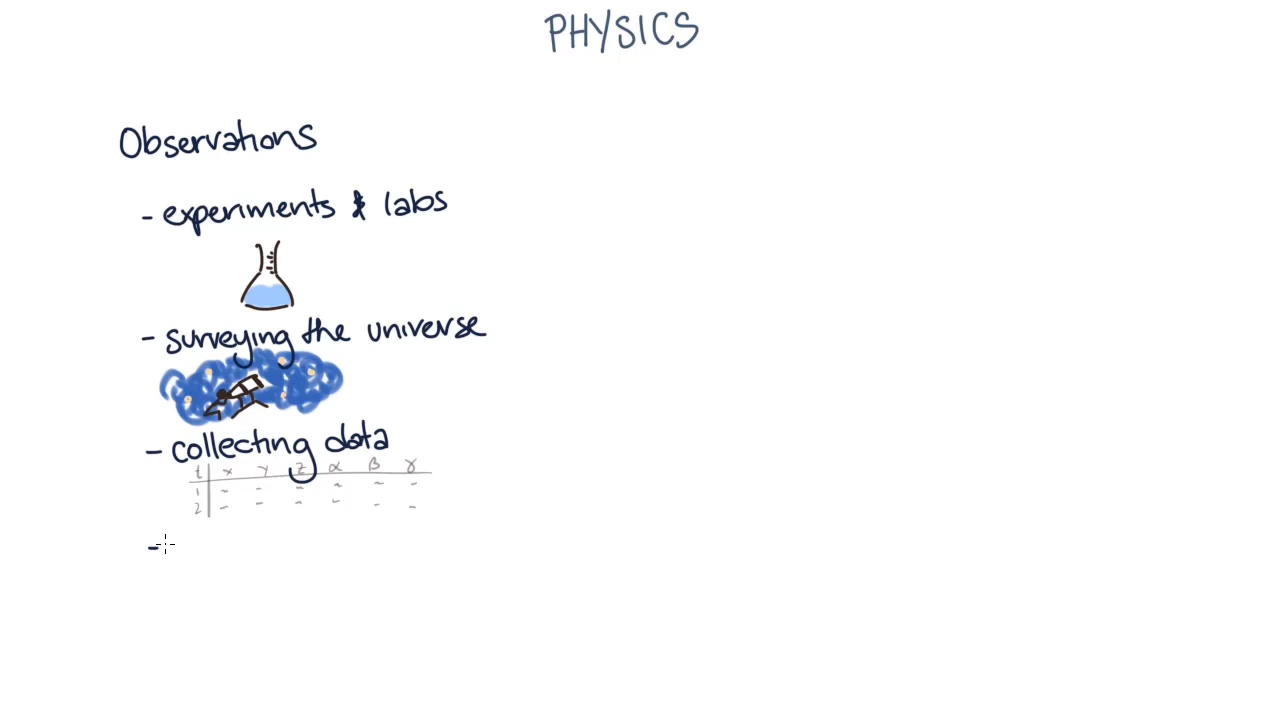 PHYSICS
Observations
- experiments & labs
- surveying the universe
- collecting data
t x y z α β γ
1 - - - - - -
2 - - - - - -
-